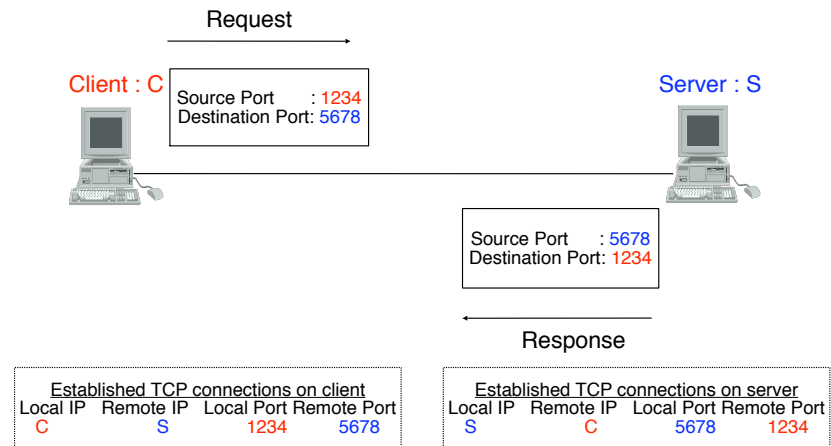 Request
Client : C
Server : S
Source Port : 1234
Destination Port: 5678
Source Port : 5678
Destination Port: 1234
Response
Established TCP connections on client
Local IP Remote IP Local Port Remote Port
C S 1234 5678
Established TCP connections on server
Local IP Remote IP Local Port Remote Port
S C 5678 1234